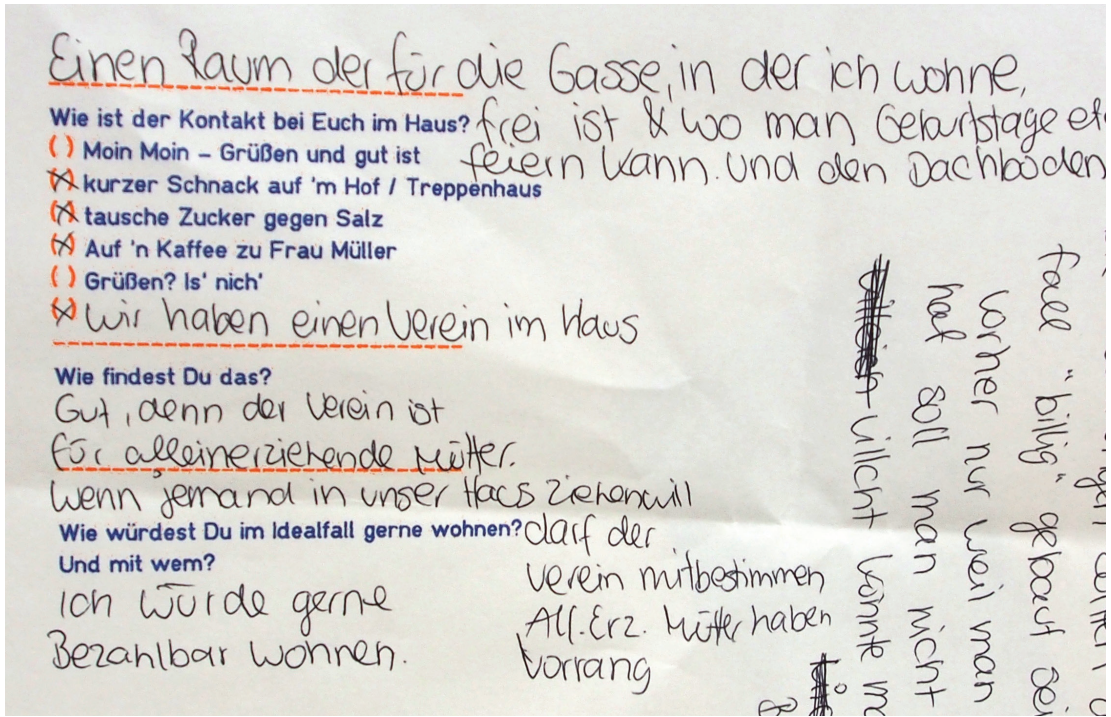 Einen Raum der für die Gasse, in der ich wohne,
frei ist & wo man Geburtstage
feiern kann. Und den Dachboden
Wie ist der Kontakt bei Euch im Haus?
( ) Moin Moin – Grüßen und gut ist
(x) kurzer Schnack auf 'm Hof / Treppenhaus
(x) tausche Zucker gegen Salz
(x) Auf 'n Kaffee zu Frau Müller
( ) Grüßen? Is' nich'
(x) Wir haben einen Verein im Haus
Wie findest Du das?
Gut, denn der Verein ist
für alleinerziehende Mütter.
Wenn jemand in unser Haus ziehen will
darf der
Verein mitbestimmen
All. Erz. Mütter haben
Vorrang
Wie würdest Du im Idealfall gerne wohnen?
Und mit wem?
Ich würde gerne
Bezahlbar wohnen.
fall "billig" gebaut
vorher nur weil man
hat soll man nicht
villcht könnte